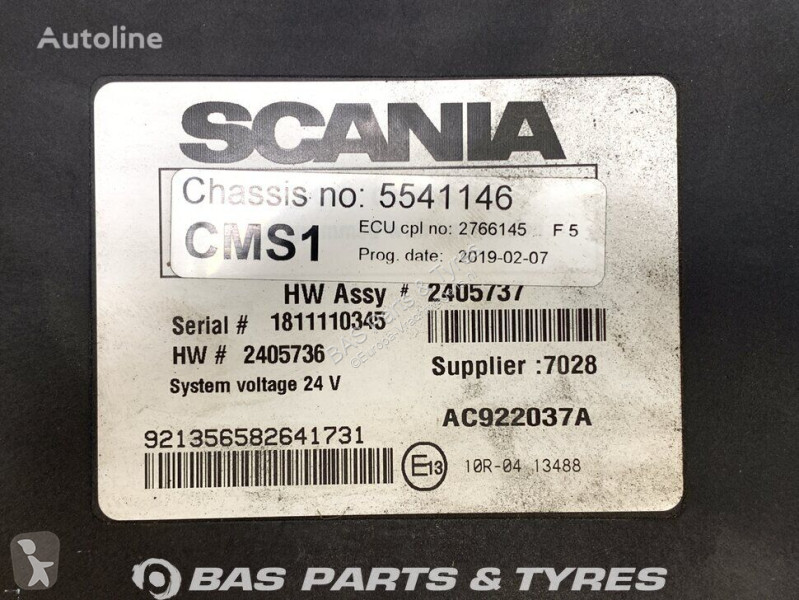 Autoline
SCANIA
Chassis no: 5541146
CMS1
ECU cpl no: 2766145 F 5
Prog. date: 2019-02-07
HW Assy # 2405737
Serial # 1811110345
HW # 2405736
Supplier :7028
System voltage 24 V
AC922037A
921356582641731
E13 10R-04 13488
BAS PARTS & TYRES